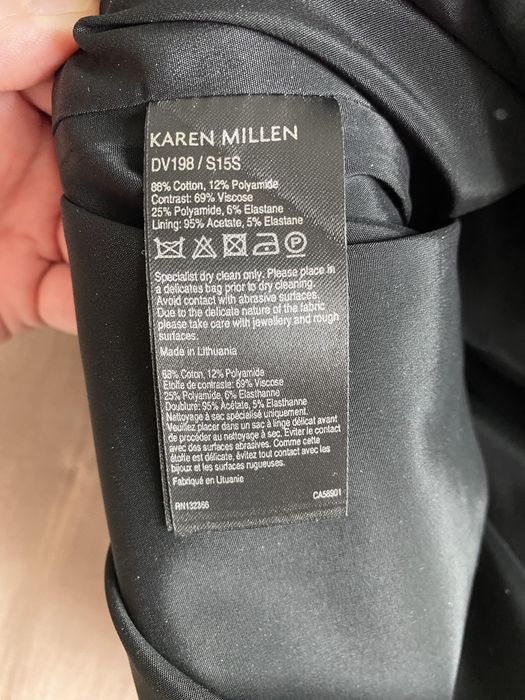 KAREN MILLEN
DV198 / S15S
88% Cotton, 12% Polyamide
Contrast: 69% Viscose
25% Polyamide, 6% Elastane
Lining: 95% Acetate, 5% Elastane
P
Specialist dry clean only. Please place in
a delicates bag prior to dry cleaning.
Avoid contact with abrasive surfaces.
Due to the delicate nature of the fabric
please take care with jewellery and rough
surfaces.
Made in Lithuania
88% Coton, 12% Polyamide
Etoffe de contraste: 69% Viscose
25% Polyamide, 6% Elasthanne
Doublure: 95% Acétate, 5% Elasthanne
Nettoyage à sec spécialisé uniquement.
Veuillez placer dans un sac à linge délicat avant
de procéder au nettoyage à sec. Eviter le contact
avec des surfaces abrasives. Comme cette
étoffe est délicate, évitez tout contact avec les
bijoux et les surfaces rugueuses.
Fabriqué en Lituanie
RN132366 CA58901